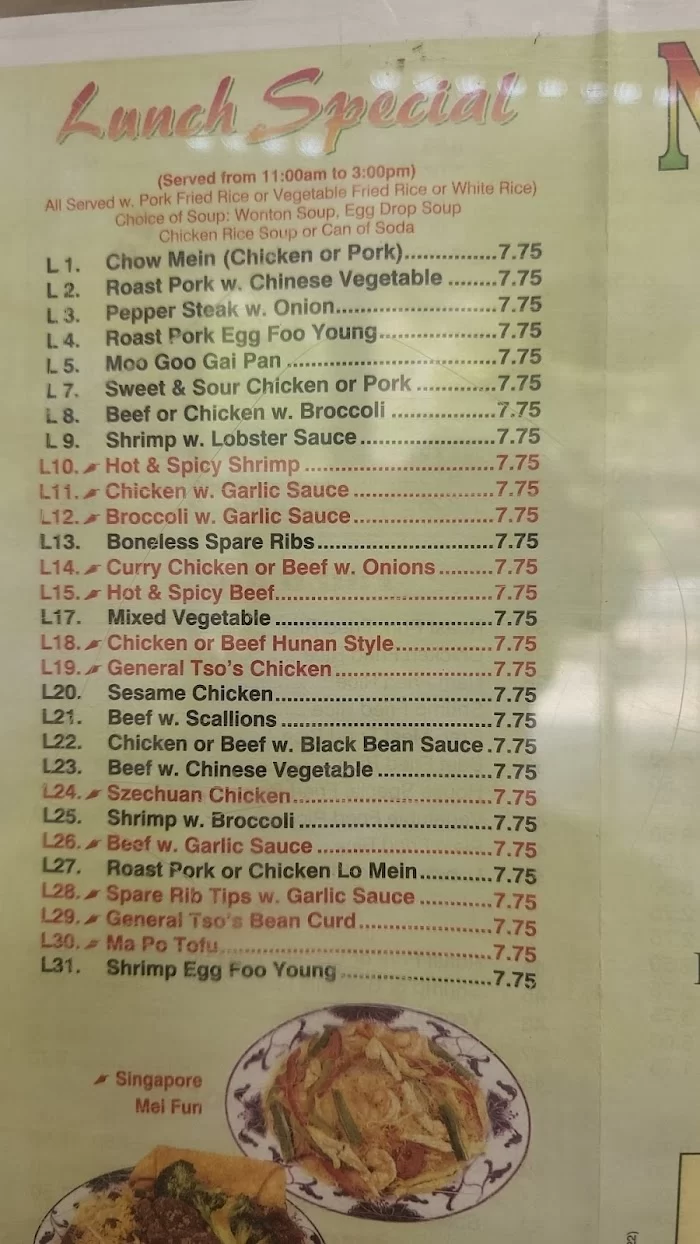 Lunch Special
(Served from 11:00am to 3:00pm)
All Served w. Pork Fried Rice or Vegetable Fried Rice or White Rice)
Choice of Soup: Wonton Soup, Egg Drop Soup
Chicken Rice Soup or Can of Soda
L 1. Chow Mein (Chicken or Pork)................7.75
L 2. Roast Pork w. Chinese Vegetable ........7.75
L 3. Pepper Steak w. Onion...........................7.75
L 4. Roast Pork Egg Foo Young....................7.75
L 5. Moo Goo Gai Pan ....................................7.75
L 7. Sweet & Sour Chicken or Pork .............7.75
L 8. Beef or Chicken w. Broccoli ..................7.75
L 9. Shrimp w. Lobster Sauce.......................7.75
L10. Hot & Spicy Shrimp ................................7.75
L11. Chicken w. Garlic Sauce ........................7.75
L12. Broccoli w. Garlic Sauce........................7.75
L13. Boneless Spare Ribs..............................7.75
L14. Curry Chicken or Beef w. Onions.........7.75
L15. Hot & Spicy Beef.....................................7.75
L17. Mixed Vegetable .....................................7.75
L18. Chicken or Beef Hunan Style................7.75
L19. General Tso's Chicken ...........................7.75
L20. Sesame Chicken.....................................7.75
L21. Beef w. Scallions ....................................7.75
L22. Chicken or Beef w. Black Bean Sauce .7.75
L23. Beef w. Chinese Vegetable ....................7.75
L24. Szechuan Chicken..................................7.75
L25. Shrimp w. Broccoli .................................7.75
L26. Beef w. Garlic Sauce ..............................7.75
L27. Roast Pork or Chicken Lo Mein............7.75
L28. Spare Rib Tips w. Garlic Sauce ............7.75
L29. General Tso's Bean Curd.......................7.75
L30. Ma Po Tofu..............................................7.75
L31. Shrimp Egg Foo Young ..........................7.75
Singapore
Mei Fun